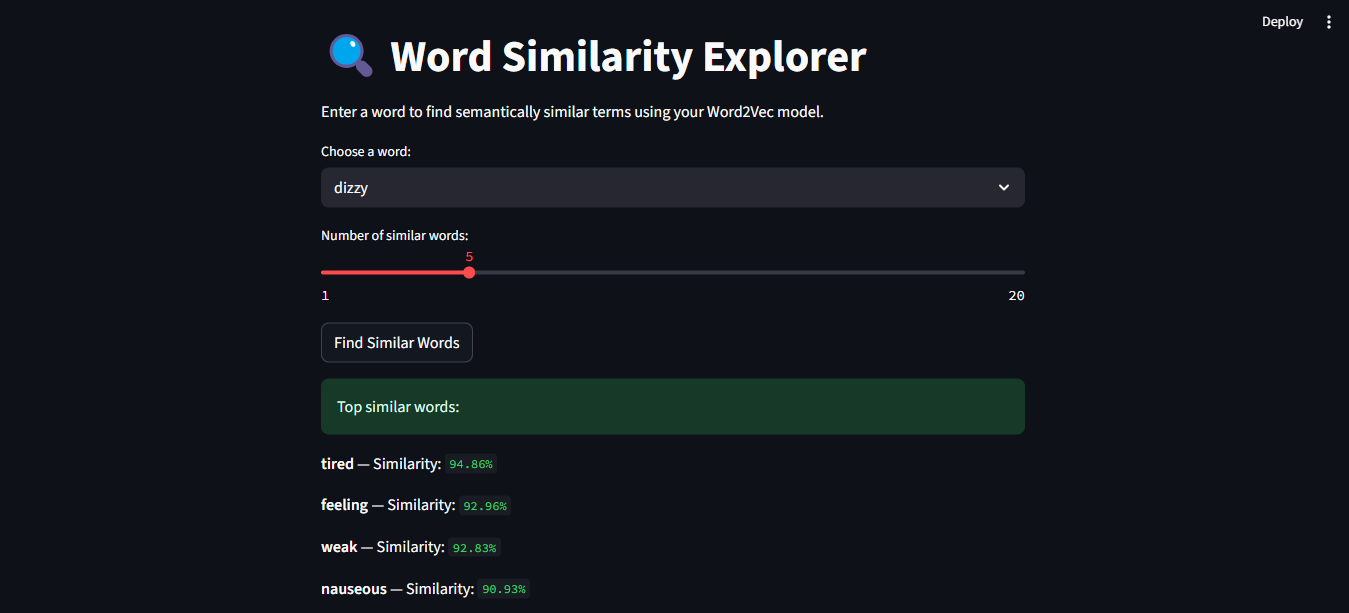 Deploy
Word Similarity Explorer
Enter a word to find semantically similar terms using your Word2Vec model.
Choose a word:
dizzy
Number of similar words:
5
1 20
Find Similar Words
Top similar words:
tired — Similarity: 94.86%
feeling — Similarity: 92.96%
weak — Similarity: 92.83%
nauseous — Similarity: 90.93%